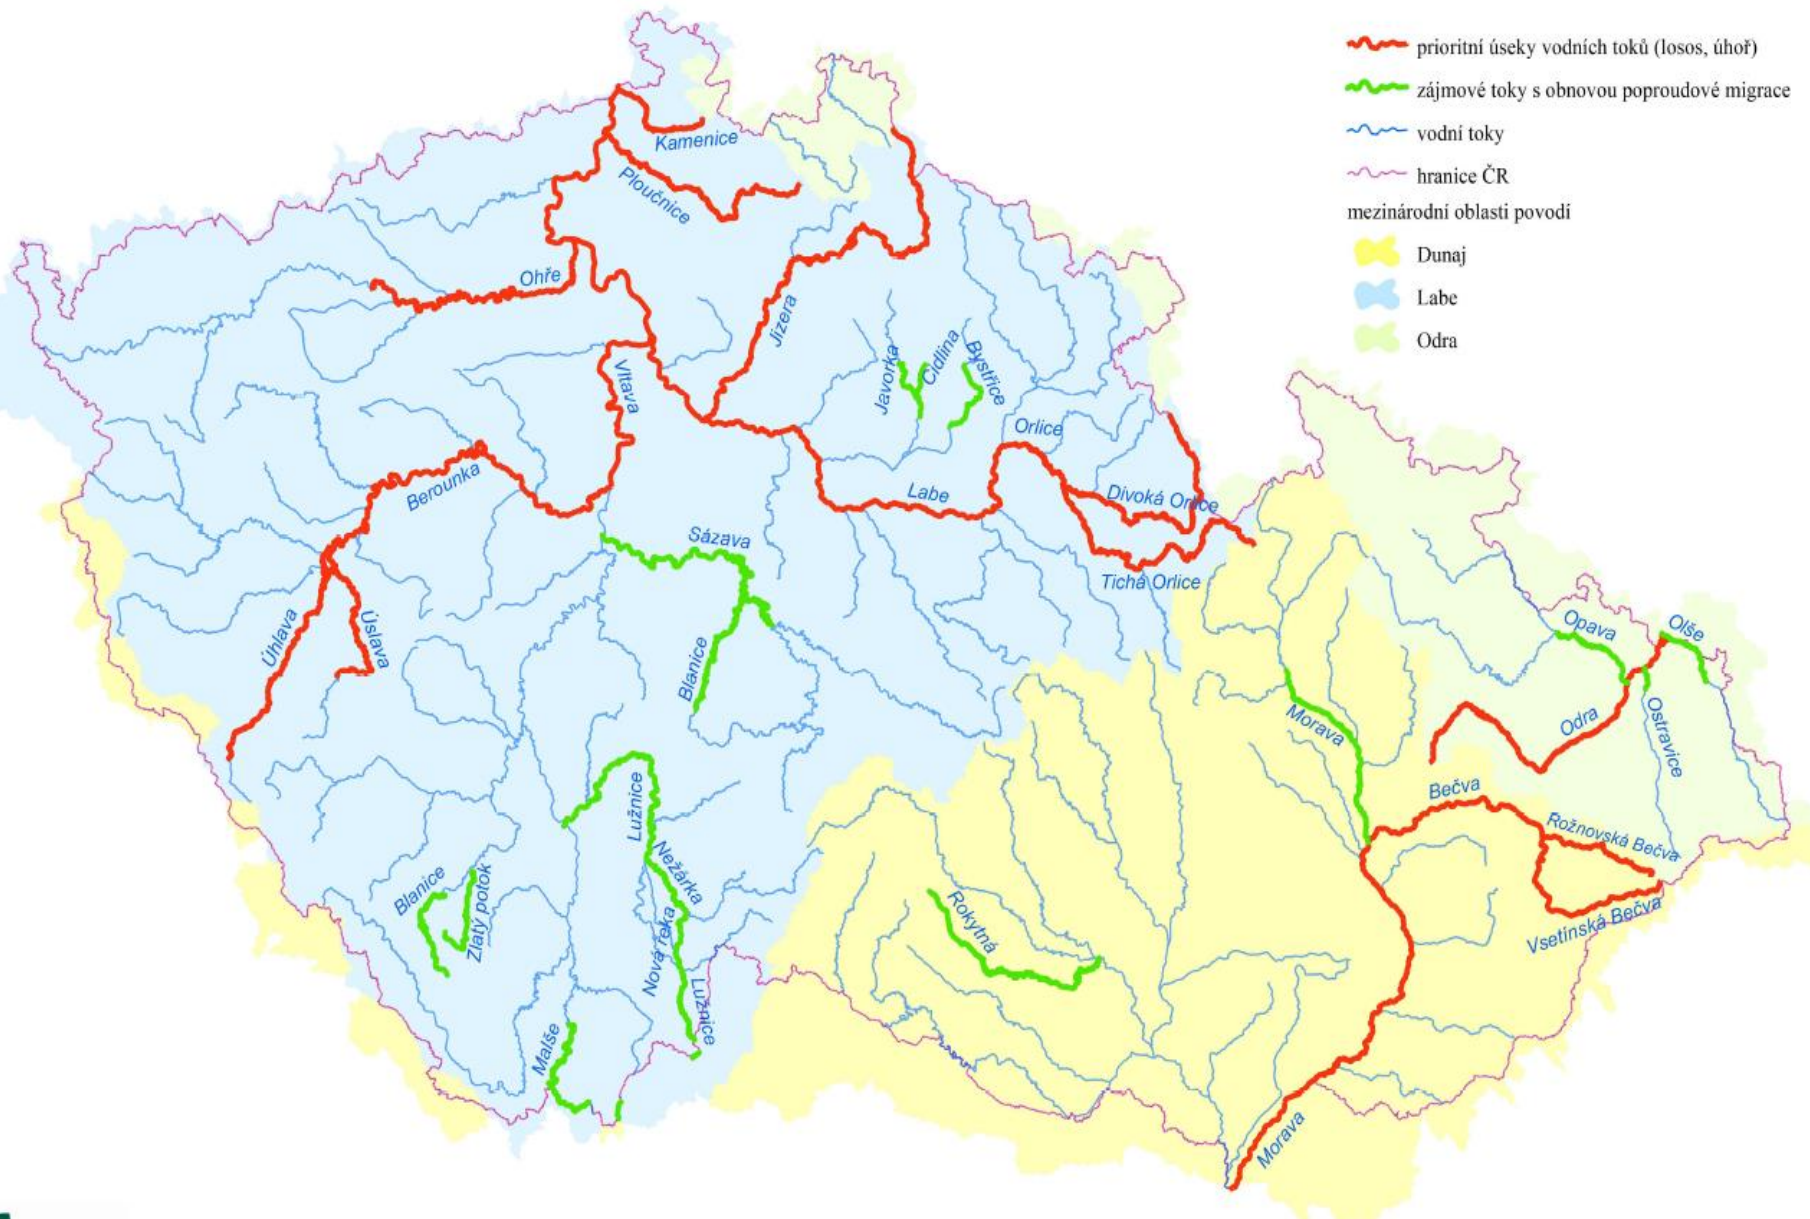 prioritní úseky vodních toků (losos, úhoř)
zájmové toky s obnovou poproudové migrace
vodní toky
hranice ČR
mezinárodní oblasti povodí
Dunaj
Labe
Odra
Kamenice
Ploučnice
Ohře
Jizera
Vltava
Javorka
Cidlina
Bystřice
Orlice
Berounka
Labe
Divoká Orlice
Sázava
Tichá Orlice
Úhlava
Úslava
Blanice
Opava
Olše
Morava
Odra
Ostravice
Lužnice
Bečva
Rožnovská Bečva
Nežárka
Blanice
Zlatý potok
Rokytná
Vsetínská Bečva
Nová řeka
Lužnice
Malše
Morava